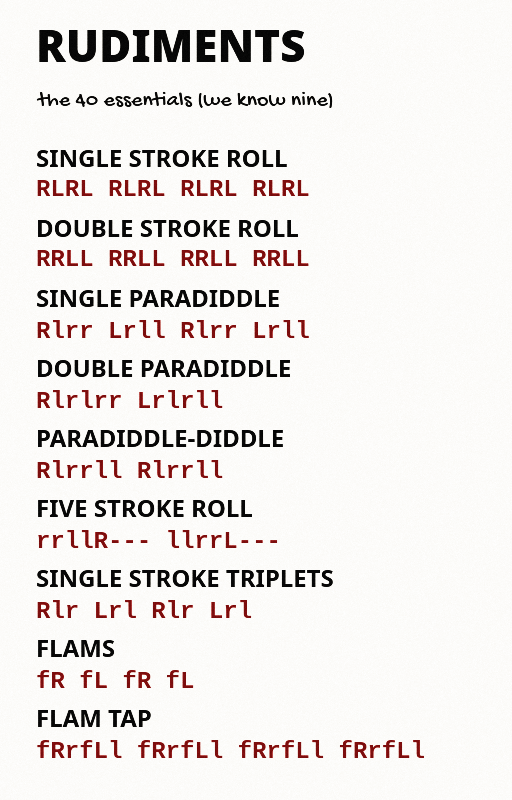 RUDIMENTS
the 40 essentials (we know nine)
SINGLE STROKE ROLL
RLRL RLRL RLRL RLRL
DOUBLE STROKE ROLL
RRLL RRLL RRLL RRLL
SINGLE PARADIDDLE
Rlrr Lrll Rlrr Lrll
DOUBLE PARADIDDLE
Rlrlrr Lrlrll
PARADIDDLE-DIDDLE
Rlrrll Rlrrll
FIVE STROKE ROLL
rrllR--- llrrL---
SINGLE STROKE TRIPLETS
Rlr Lrl Rlr Lrl
FLAMS
fR fL fR fL
FLAM TAP
fRrfLl fRrfLl fRrfLl fRrfLl